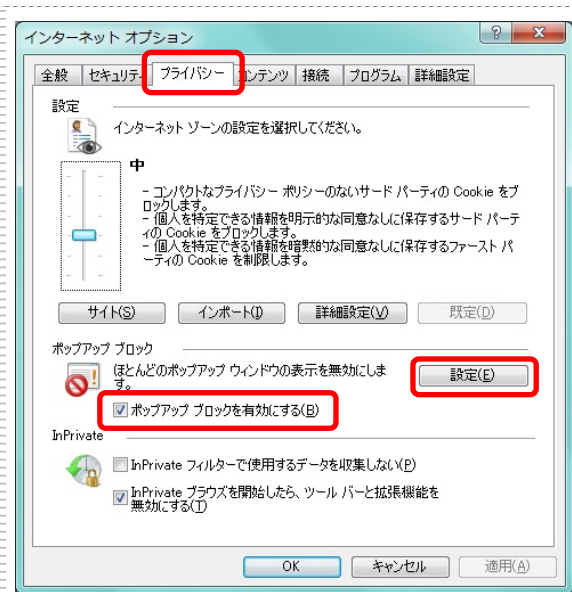 インターネット オプション
全般 セキュリティ プライバシー コンテンツ 接続 プログラム 詳細設定
設定
インターネット ゾーンの設定を選択してください。
中
- コンパクトなプライバシー ポリシーのないサード パーティの Cookie をブ
ロックします。
- 個人を特定できる情報を明示的な同意なしに保存するサード パーテ
ィの Cookie をブロックします。
- 個人を特定できる情報を暗黙的な同意なしに保存するファースト パ
ーティの Cookie を制限します。
サイト(S) インポート(I) 詳細設定(V) 既定(D)
ポップアップ ブロック
ほとんどのポップアップ ウィンドウの表示を無効にしま
す。
設定(E)
ポップアップ ブロックを有効にする(B)
InPrivate
InPrivate フィルターで使用するデータを収集しない(P)
InPrivate ブラウズを開始したら、ツール バーと拡張機能を
無効にする(T)
OK キャンセル 適用(A)